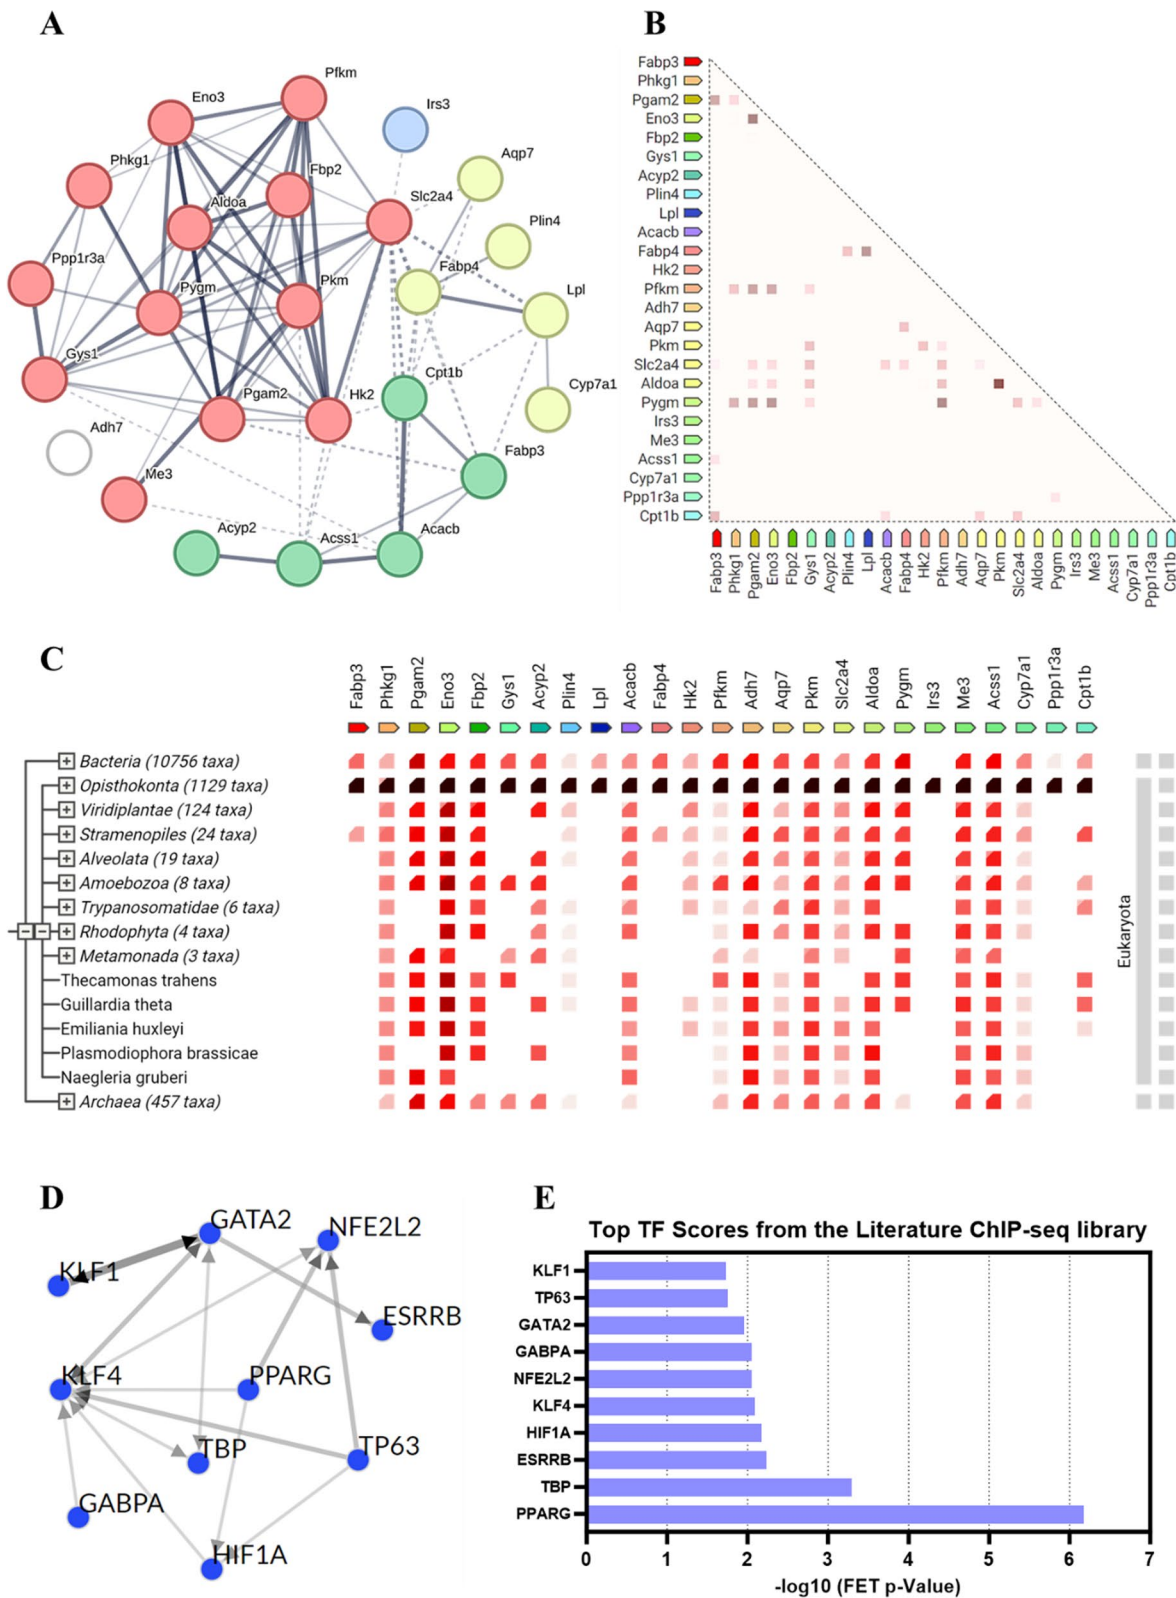 A
Pfkm
Eno3
Irs3
Phkg1
Fbp2
Aqp7
Aldoa
Slc2a4
Plin4
Ppp1r3a
Pygm
Pkm
Fabp4
Lpl
Gys1
Cpt1b
Pgam2
Hk2
Cyp7a1
Adh7
Fabp3
Me3
Acyp2
Acss1
Acacb
B
Fabp3
Phkg1
Pgam2
Eno3
Fbp2
Gys1
Acyp2
Plin4
Lpl
Acacb
Fabp4
Hk2
Pfkm
Adh7
Aqp7
Pkm
Slc2a4
Aldoa
Pygm
Irs3
Me3
Acss1
Cyp7a1
Ppp1r3a
Cpt1b
Fabp3 Phkg1 Pgam2 Eno3 Fbp2 Gys1 Acyp2 Plin4 Lpl Acacb Fabp4 Hk2 Pfkm Adh7 Aqp7 Pkm Slc2a4 Aldoa Pygm Irs3 Me3 Acss1 Cyp7a1 Ppp1r3a Cpt1b
C
Fabp3 Phkg1 Pgam2 Eno3 Fbp2 Gys1 Acyp2 Plin4 Lpl Acacb Fabp4 Hk2 Pfkm Adh7 Aqp7 Pkm Slc2a4 Aldoa Pygm Irs3 Me3 Acss1 Cyp7a1 Ppp1r3a Cpt1b
Bacteria (10756 taxa)
Opisthokonta (1129 taxa)
Viridiplantae (124 taxa)
Stramenopiles (24 taxa)
Alveolata (19 taxa)
Amoebozoa (8 taxa)
Trypanosomatidae (6 taxa)
Rhodophyta (4 taxa)
Metamonada (3 taxa)
Thecamonas trahens
Guillardia theta
Emiliania huxleyi
Plasmodiophora brassicae
Naegleria gruberi
Archaea (457 taxa)
Eukaryota
D
GATA2
NFE2L2
KLF1
ESRRB
KLF4
PPARG
TBP
TP63
GABPA
HIF1A
E
Top TF Scores from the Literature ChIP-seq library
KLF1
TP63
GATA2
GABPA
NFE2L2
KLF4
HIF1A
ESRRB
TBP
PPARG
0 1 2 3 4 5 6 7
-log10 (FET p-Value)